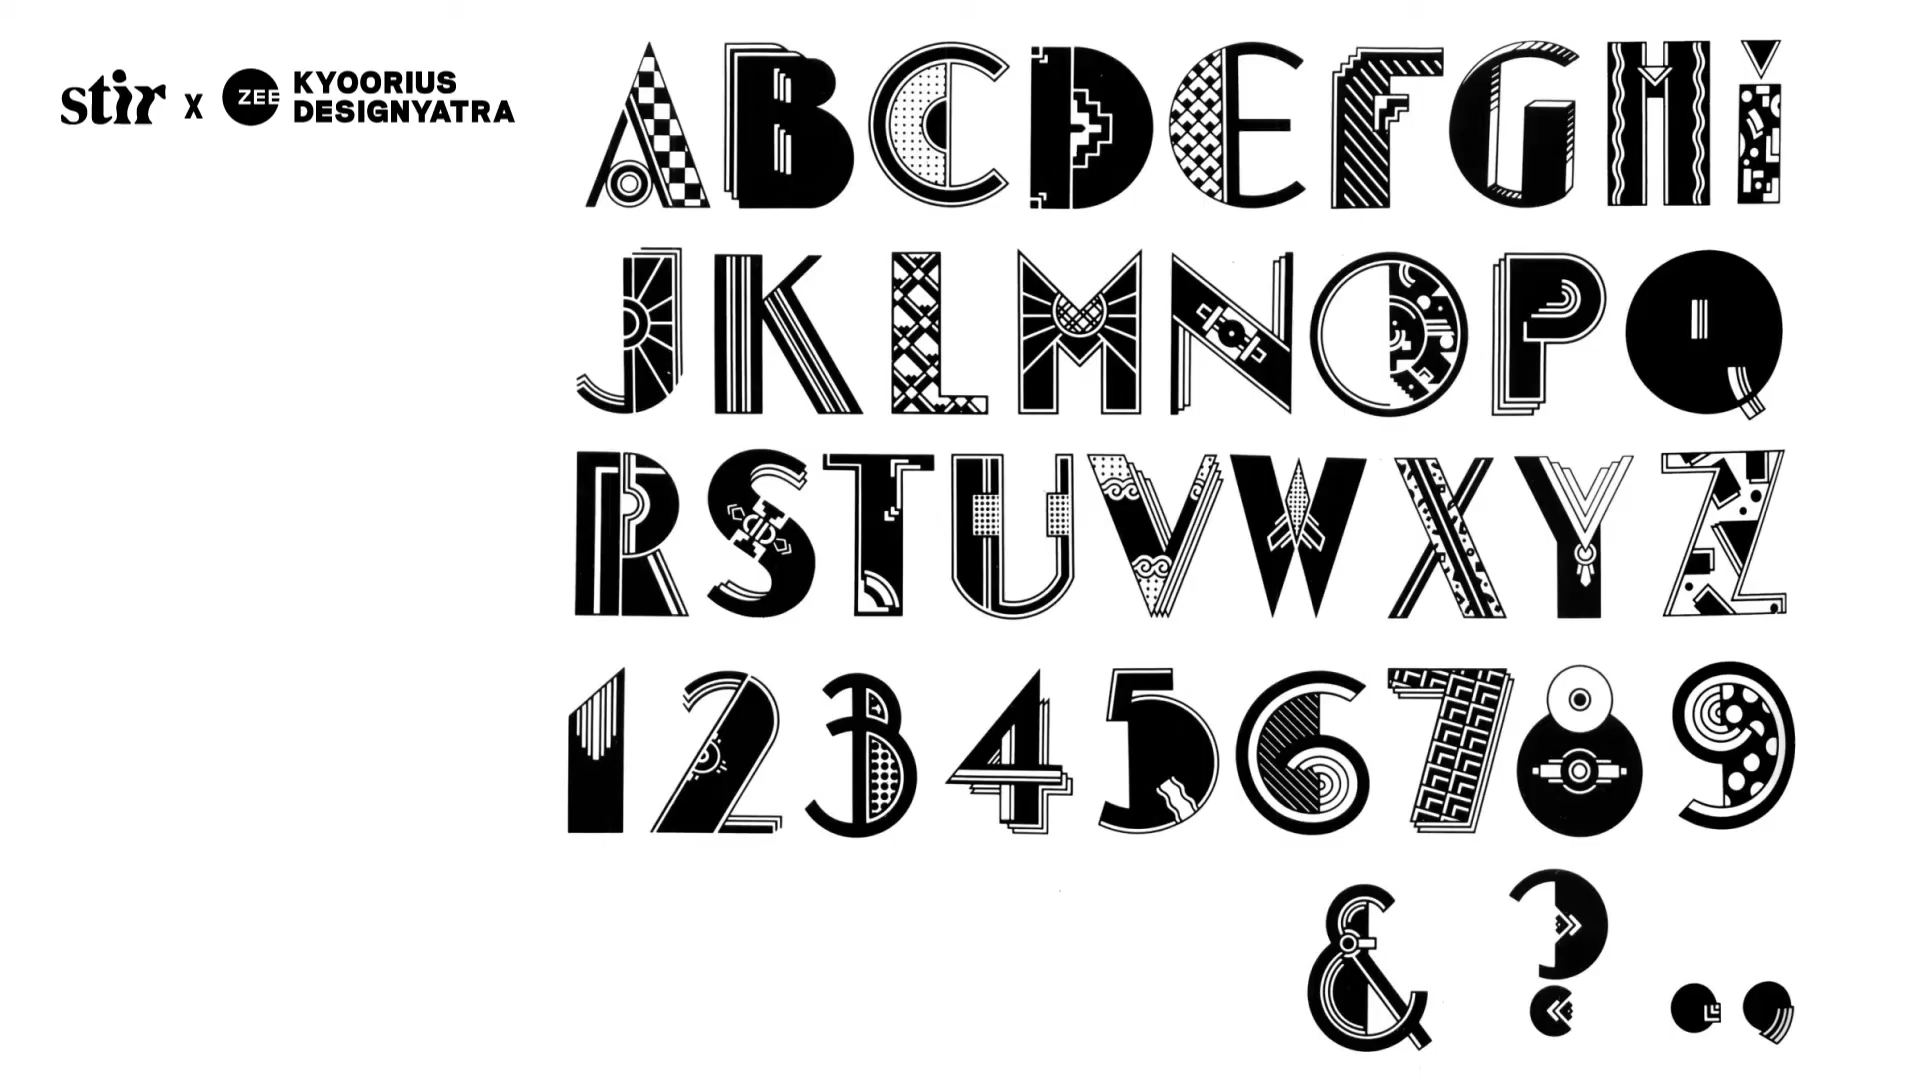 stir x ZEE KYOORIUS
DESIGNYATRA
ABCDEFGHi
JKLMNOPQ
RSTUVWXYZ
123456789
&?.,